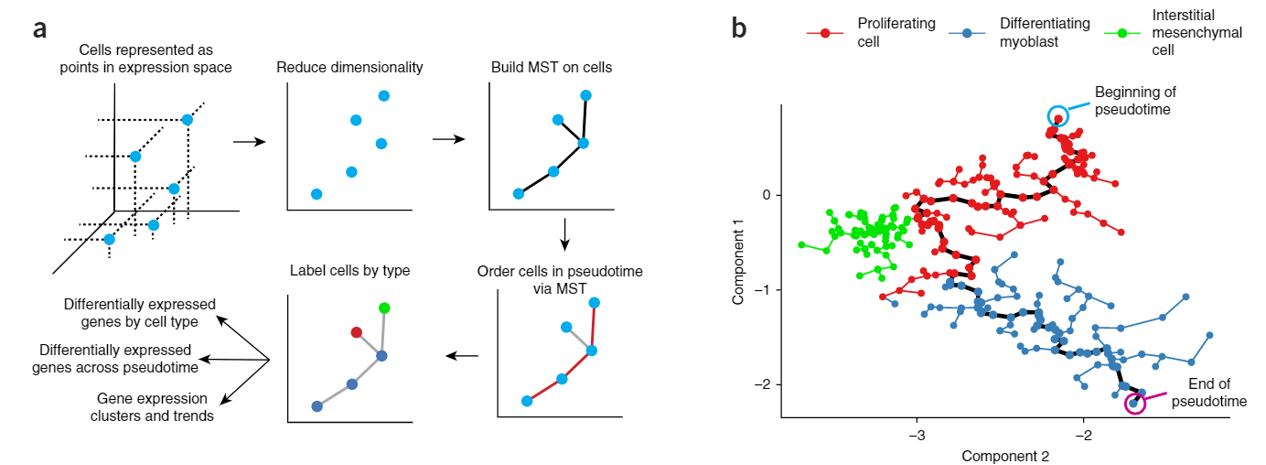 a
Cells represented as
points in expression space
Reduce dimensionality
Build MST on cells
Order cells in pseudotime
via MST
Label cells by type
Differentially expressed
genes by cell type
Differentially expressed
genes across pseudotime
Gene expression
clusters and trends
b
Proliferating
cell
Differentiating
myoblast
Interstitial
mesenchymal
cell
Beginning of
pseudotime
End of
pseudotime
Component 1
0
−1
−2
−3
−2
Component 2